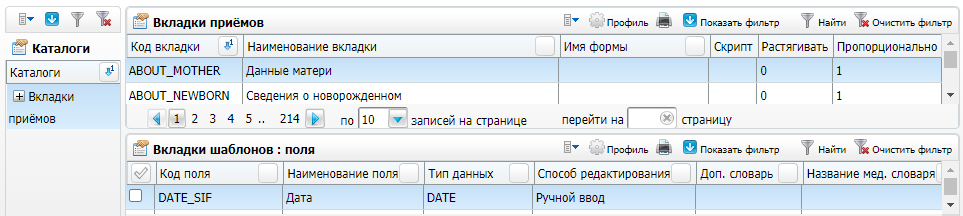 Каталоги
Каталоги
Вкладки
приёмов
Вкладки приёмов
Профиль Показать фильтр Найти Очистить фильтр
Код вкладки Наименование вкладки Имя формы Скрипт Растягивать Пропорционально
ABOUT_MOTHER Данные матери 0 1
ABOUT_NEWBORN Сведения о новорожденном 0 1
1 2 3 4 5 .. 214 по 10 записей на странице перейти на страницу
Вкладки шаблонов : поля
Профиль Показать фильтр Найти Очистить фильтр
Код поля Наименование поля Тип данных Способ редактирования Доп. словарь Название мед. словаря
DATE_SIF Дата DATE Ручной ввод